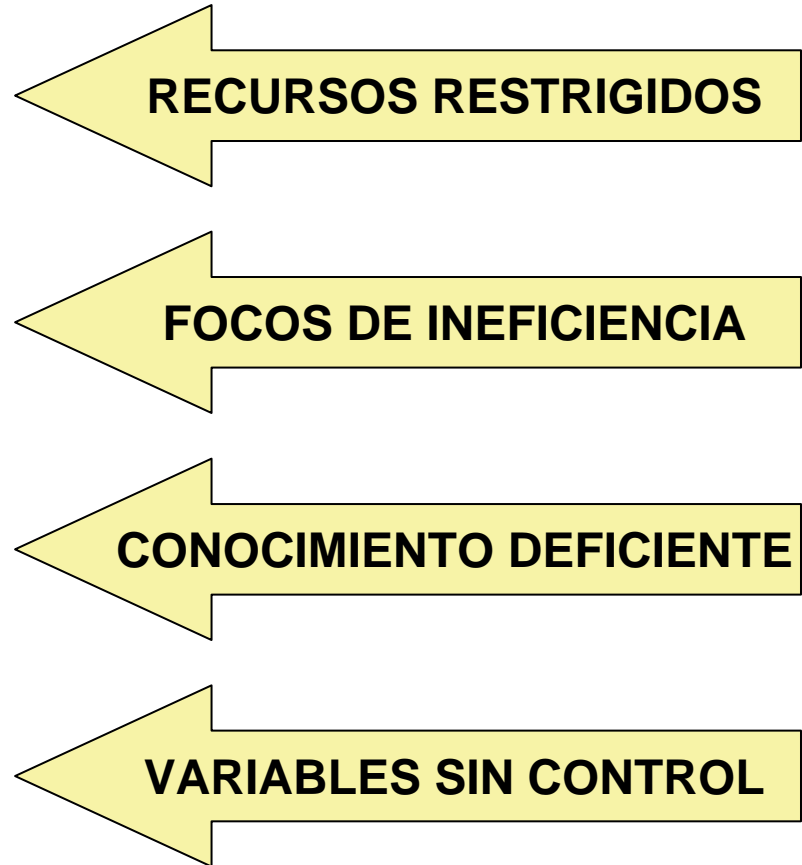 RECURSOS RESTRIGIDOS
FOCOS DE INEFICIENCIA
CONOCIMIENTO DEFICIENTE
VARIABLES SIN CONTROL